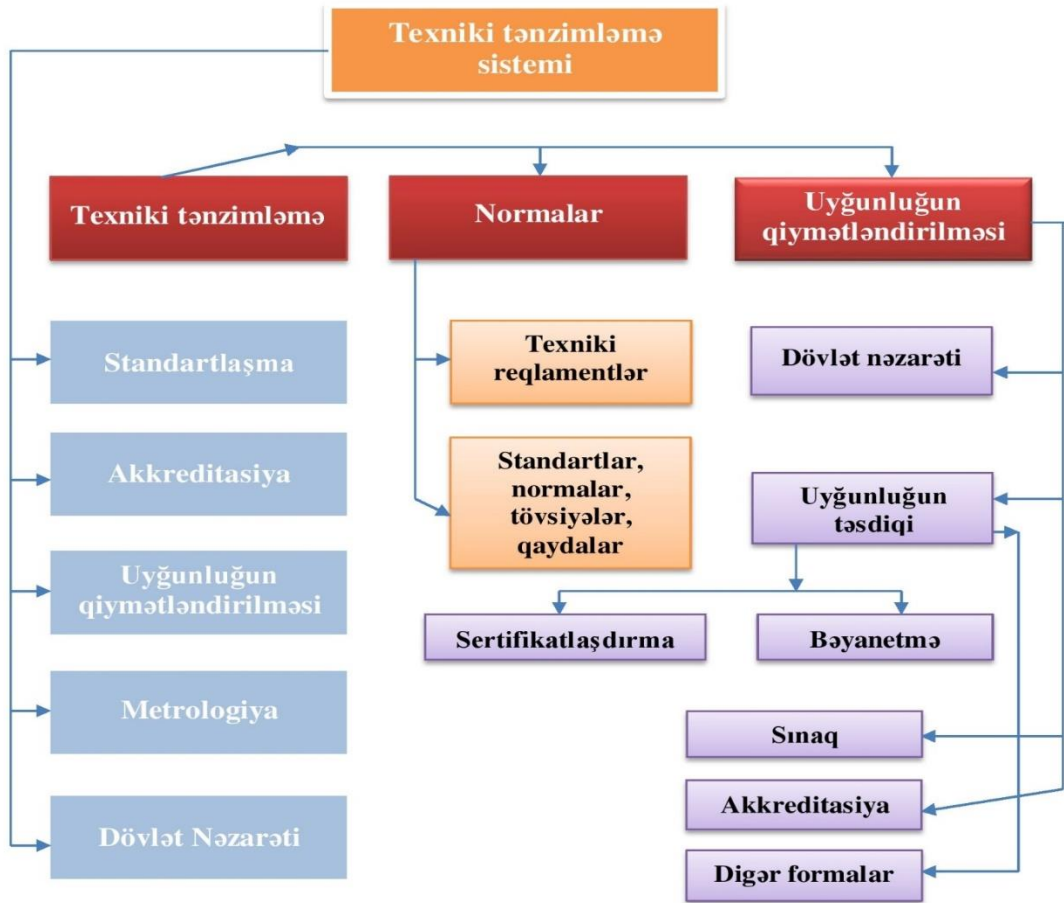 Texniki tənzimləmə
sistemi
Texniki tənzimləmə
Normalar
Uyğunluğun
qiymətləndirilməsi
Standartlaşma
Akkreditasiya
Uyğunluğun
qiymətləndirilməsi
Metrologiya
Dövlət Nəzarəti
Texniki
reqlamentlər
Standartlar,
normalar,
tövsiyələr,
qaydalar
Dövlət nəzarəti
Uyğunluğun
təsdiqi
Sertifikatlaşdırma
Bəyanetmə
Sınaq
Akkreditasiya
Digər formalar